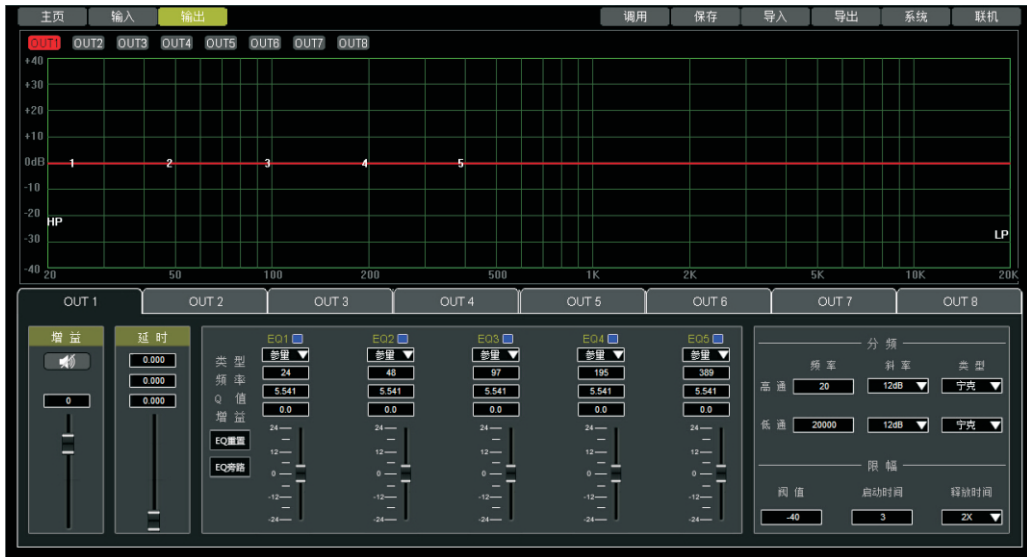 主页 输入 输出 调用 保存 导入 导出 系统 联机
OUT1 OUT2 OUT3 OUT4 OUT5 OUT6 OUT7 OUT8
+40
+30
+20
+10
0dB 1 2 3 4 5
-10
-20
HP
-30 LP
-40
20 50 100 200 500 1K 2K 5K 10K 20K
OUT 1 OUT 2 OUT 3 OUT 4 OUT 5 OUT 6 OUT 7 OUT 8
增益 延时 EQ1 EQ2 EQ3 EQ4 EQ5 分频
类型 参量 参量 参量 参量 参量
频率 斜率 类型
0.000
频率 24 48 97 195 389
0.000
高通 20 12dB 宁克
Q 值 5.541 5.541 5.541 5.541 5.541
0 0.000
增益 0.0 0.0 0.0 0.0 0.0
低通 20000 12dB 宁克
24 24 24 24 24
EQ重置
12 12 12 12 12
EQ旁路
0 0 0 0 0
限幅
-12 -12 -12 -12 -12
阀值 启动时间 释放时间
-24 -24 -24 -24 -24
-40 3 2X